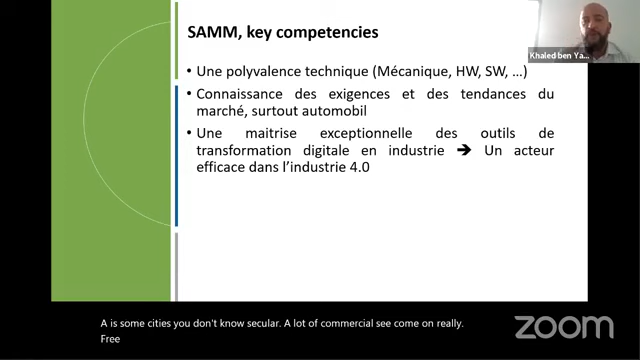 SAMM, key competencies
Khaled ben Ya...
• Une polyvalence technique (Mécanique, HW, SW, ...)
• Connaissance des exigences et des tendances du
marché, surtout automobil
• Une maitrise exceptionnelle des outils de
transformation digitale en industrie ➔ Un acteur
efficace dans l'industrie 4.0
A is some cities you don't know secular. A lot of commercial see come on really.
Free
zoom